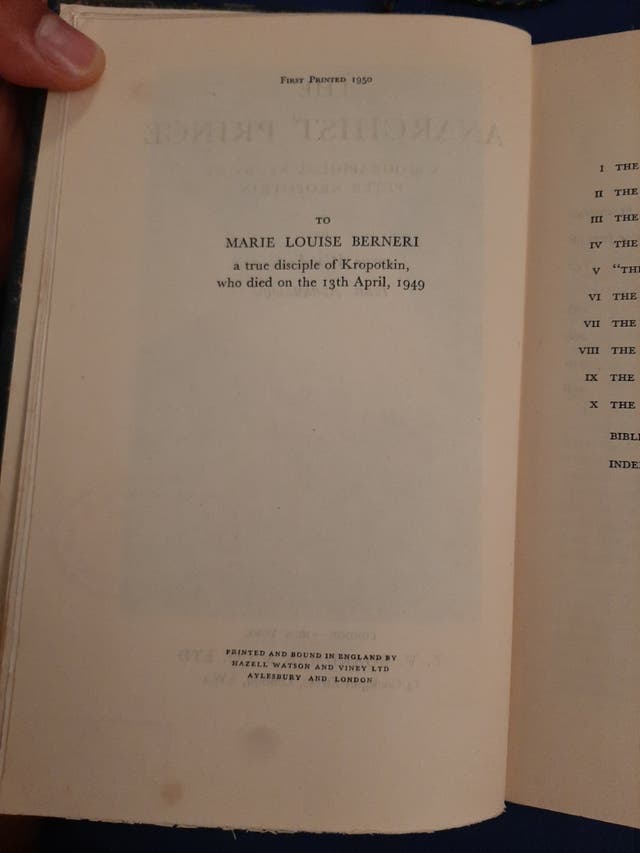 First Printed 1950
TO
MARIE LOUISE BERNERI
a true disciple of Kropotkin,
who died on the 13th April, 1949
PRINTED AND BOUND IN ENGLAND BY
HAZELL WATSON AND VINEY LTD
AYLESBURY AND LONDON
I THE
II THE
III THE
IV THE
V "TH
VI THE
VII THE
VIII THE
IX THE
X THE
BIBL
INDE